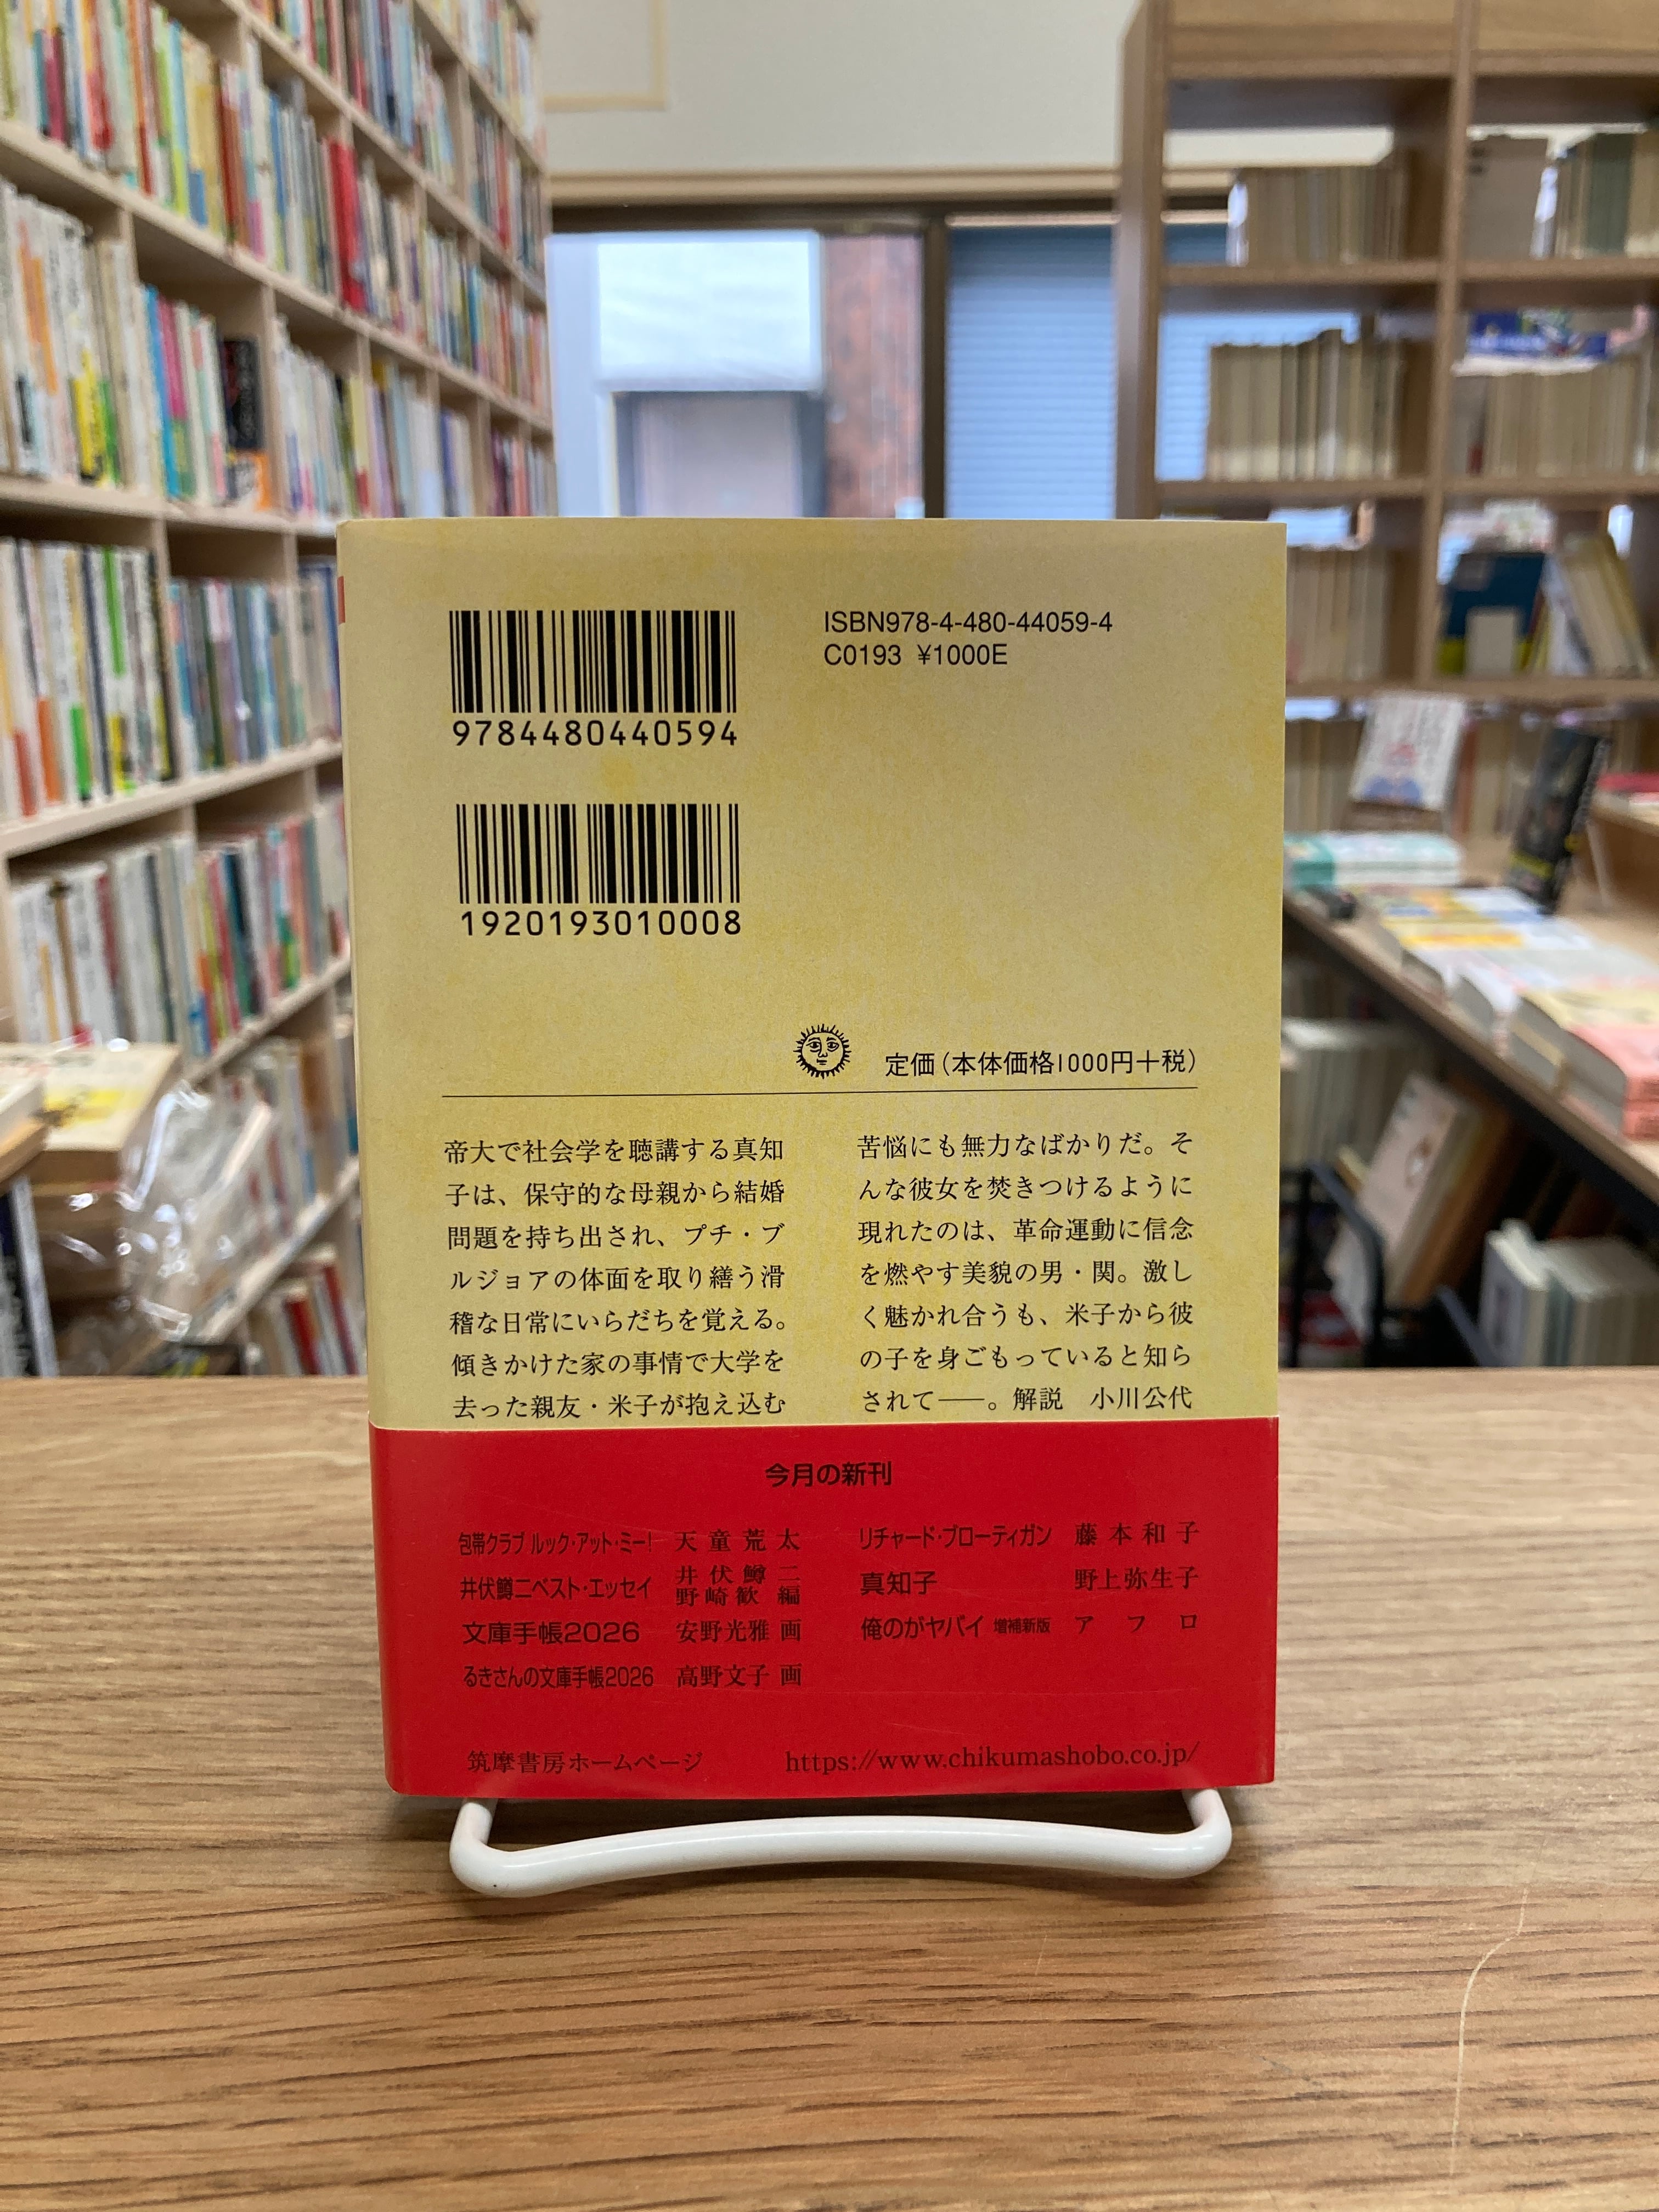 ISBN978-4-480-44059-4
C0193 ¥1000E
9784480440594
1920193010008
定価(本体価格1000円+税)
帝大で社会学を聴講する真知
子は、保守的な母親から結婚
問題を持ち出され、プチ・ブ
ルジョアの体面を取り繕う滑
稽な日常にいらだちを覚える。
傾きかけた家の事情で大学を
去った親友・米子が抱え込む
苦悩にも無力なばかりだ。そ
んな彼女を焚きつけるように
現れたのは、革命運動に信念
を燃やす美貌の男・関。激し
く魅かれ合うも、米子から彼
の子を身ごもっていると知ら
されて――。解説 小川公代
今月の新刊
包帯クラブ ルック・アット・ミー! 天童荒太
井伏鱒二ベスト・エッセイ 井伏鱒二
野崎歓 編
文庫手帳2026 安野光雅 画
るきさんの文庫手帳2026 高野文子 画
リチャード・ブローティガン 藤本和子
真知子 野上弥生子
俺のがヤバイ 増補新版 アフロ
筑摩書房ホームページ https://www.chikumashobo.co.jp/